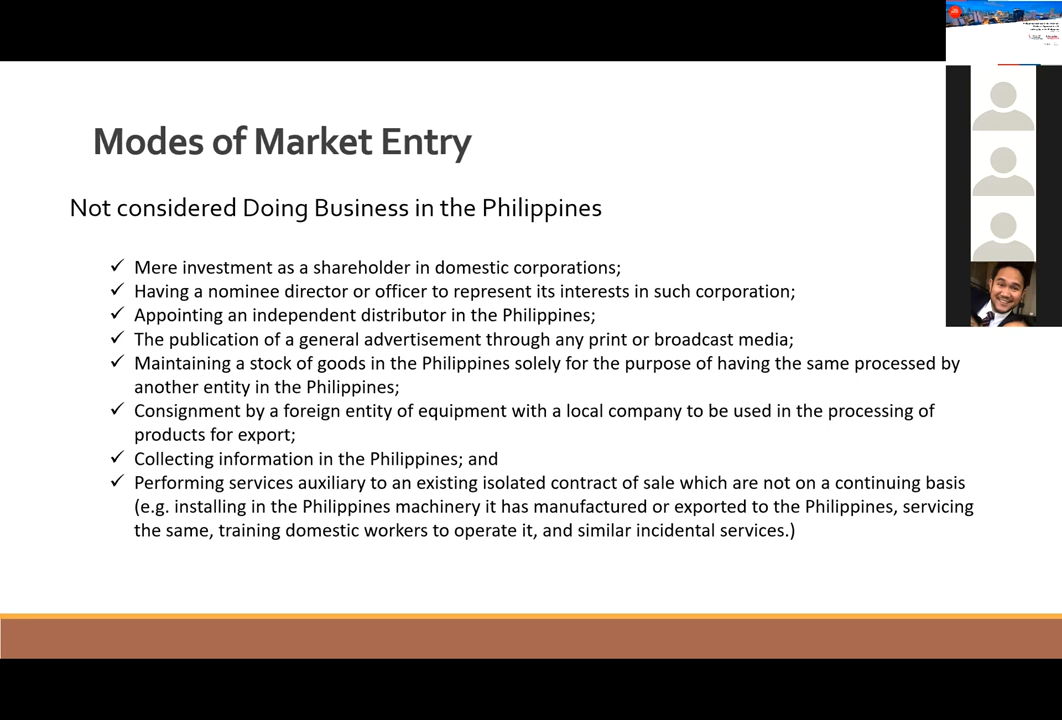 Modes of Market Entry
Not considered Doing Business in the Philippines
✓ Mere investment as a shareholder in domestic corporations;
✓ Having a nominee director or officer to represent its interests in such corporation;
✓ Appointing an independent distributor in the Philippines;
✓ The publication of a general advertisement through any print or broadcast media;
✓ Maintaining a stock of goods in the Philippines solely for the purpose of having the same processed by
another entity in the Philippines;
✓ Consignment by a foreign entity of equipment with a local company to be used in the processing of
products for export;
✓ Collecting information in the Philippines; and
✓ Performing services auxiliary to an existing isolated contract of sale which are not on a continuing basis
(e.g. installing in the Philippines machinery it has manufactured or exported to the Philippines, servicing
the same, training domestic workers to operate it, and similar incidental services.)